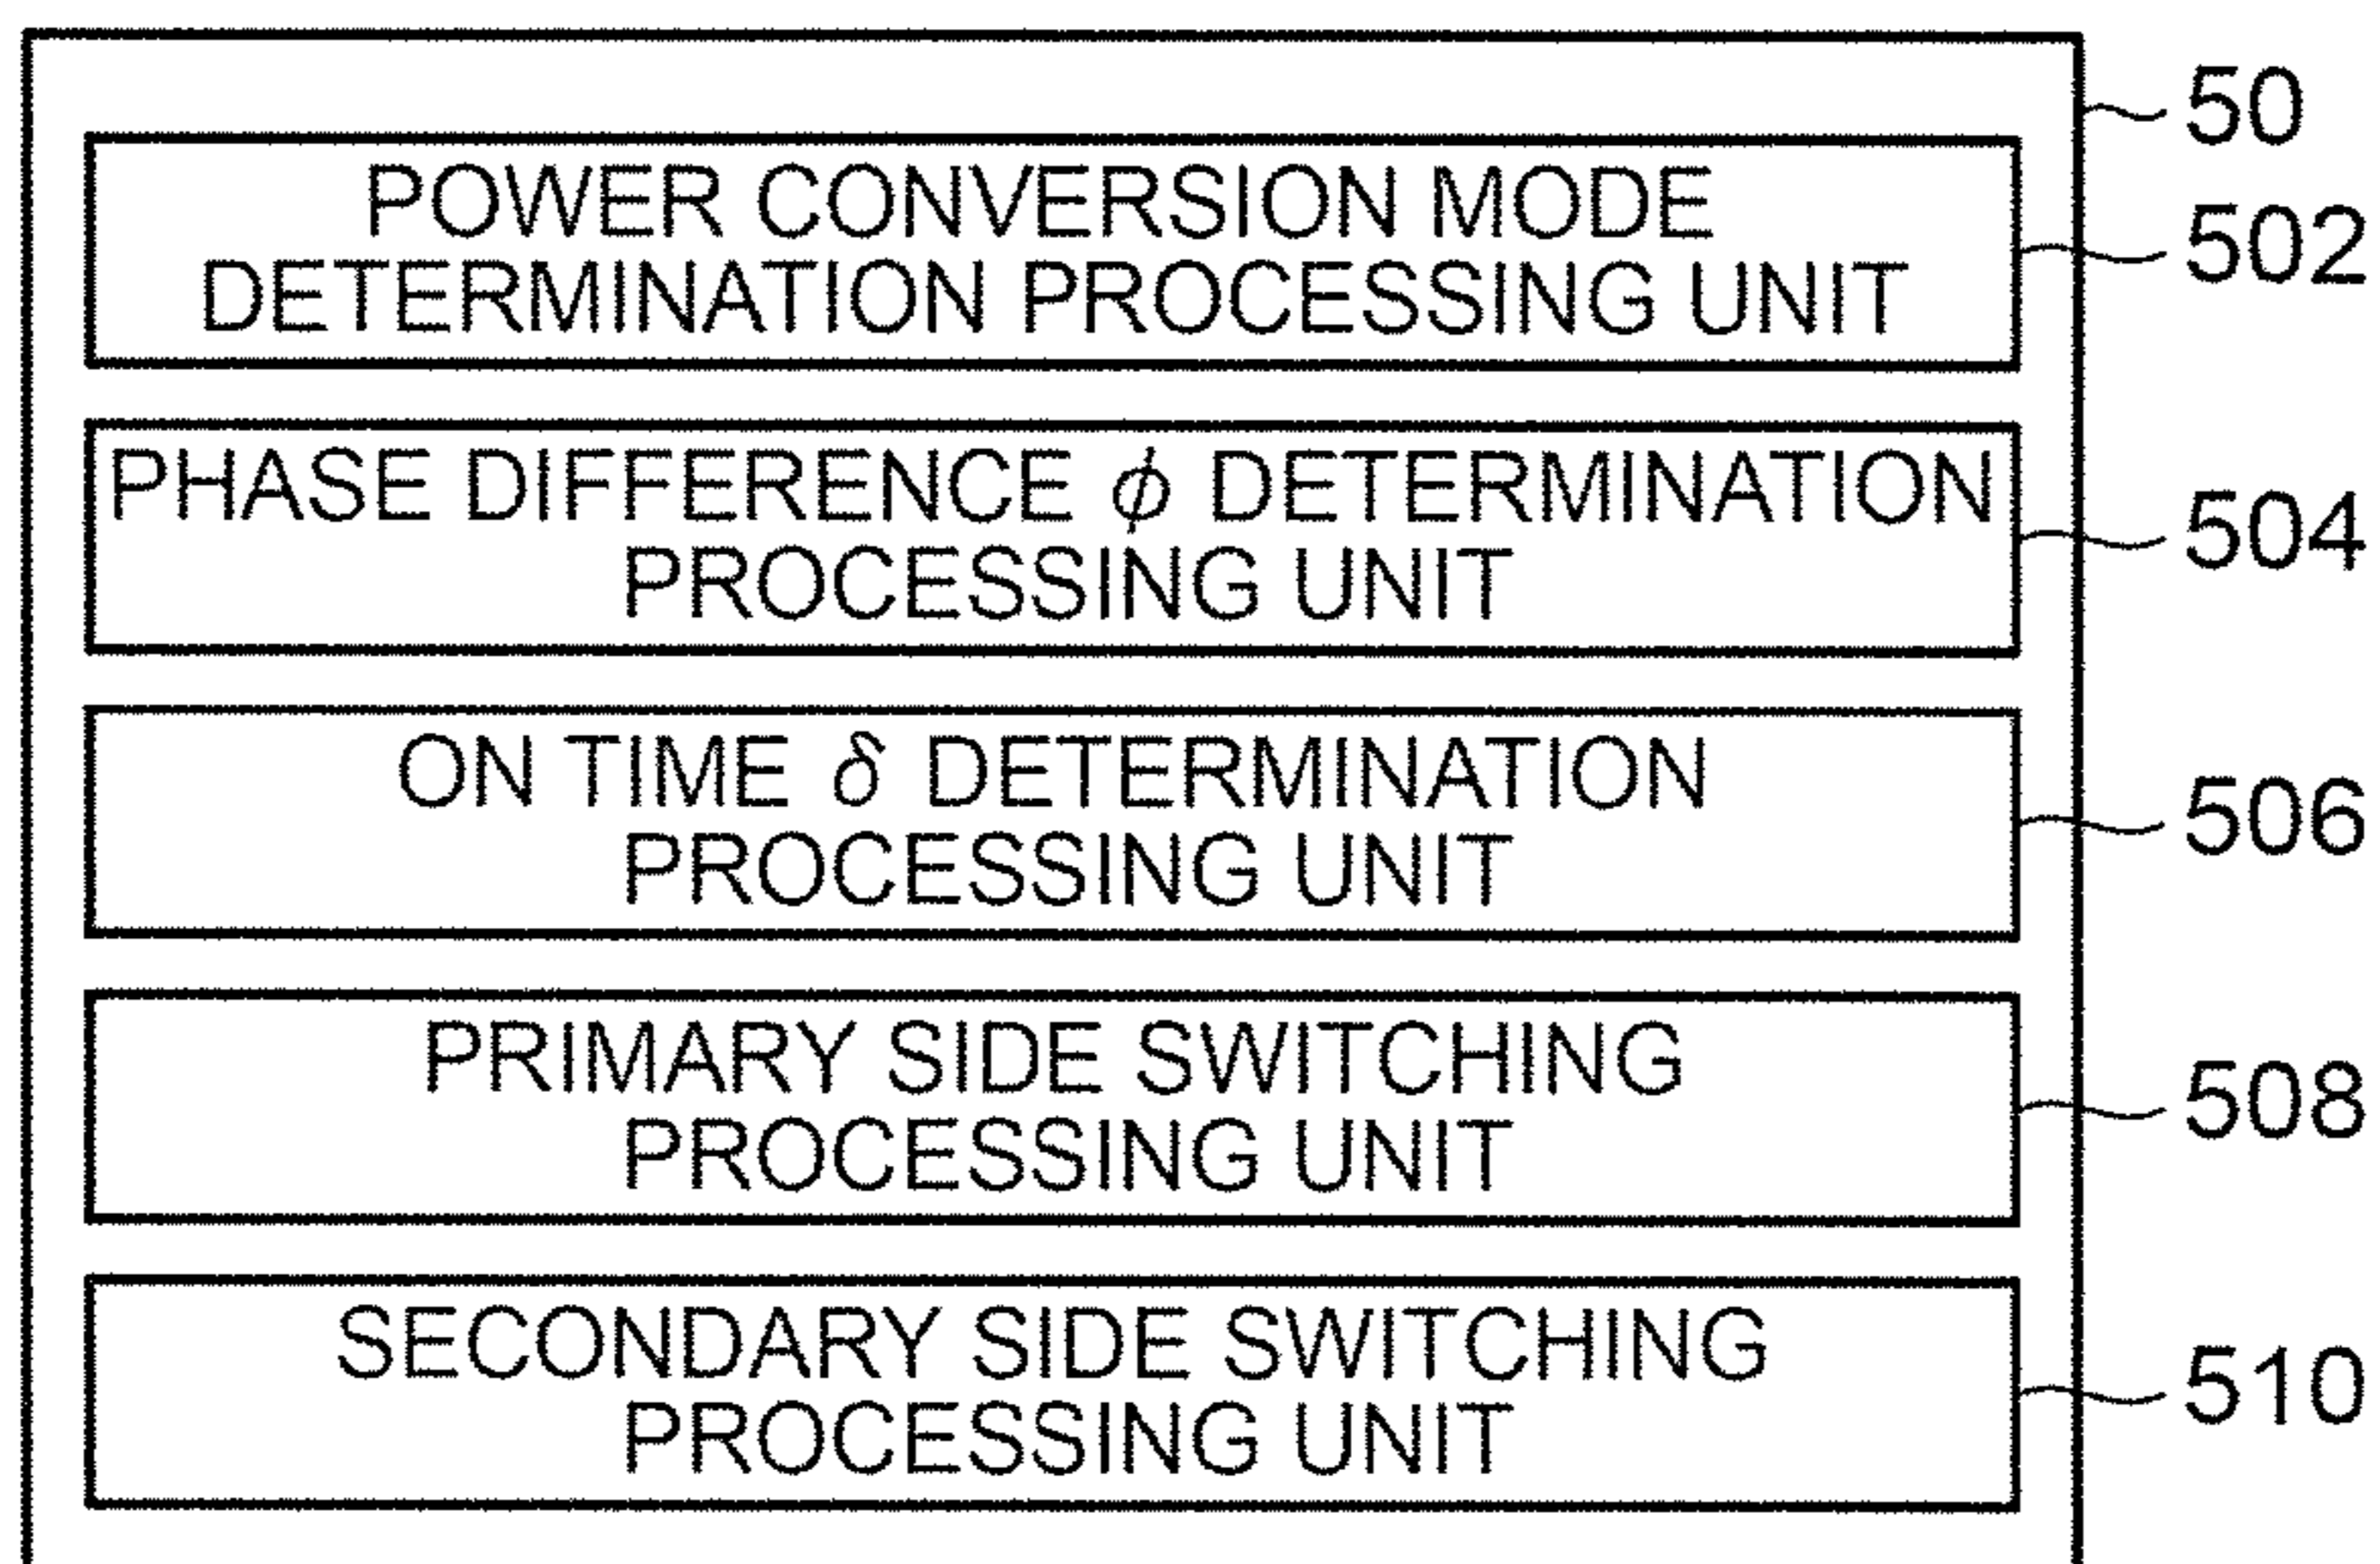 50
POWER CONVERSION MODE
DETERMINATION PROCESSING UNIT
502
PHASE DIFFERENCE ϕ DETERMINATION
PROCESSING UNIT
504
ON TIME δ DETERMINATION
PROCESSING UNIT
506
PRIMARY SIDE SWITCHING
PROCESSING UNIT
508
SECONDARY SIDE SWITCHING
PROCESSING UNIT
510